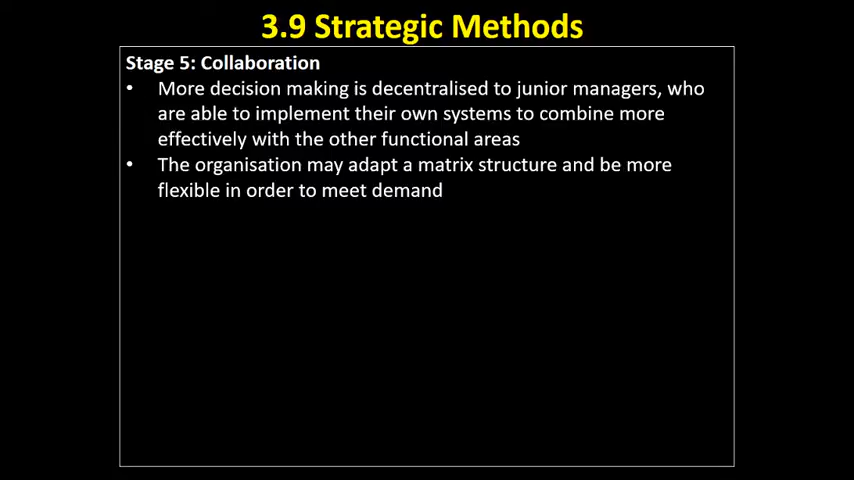 3.9 Strategic Methods
Stage 5: Collaboration
• More decision making is decentralised to junior managers, who
are able to implement their own systems to combine more
effectively with the other functional areas
• The organisation may adapt a matrix structure and be more
flexible in order to meet demand